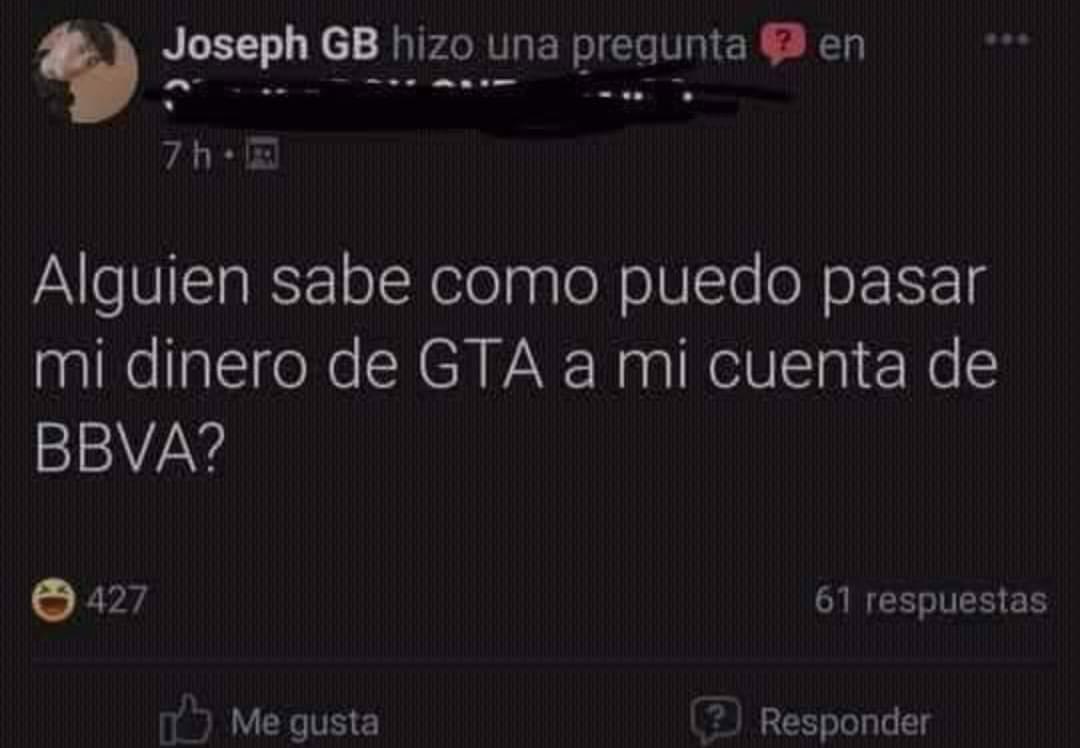 Joseph GB hizo una pregunta en
7 h •
Alguien sabe como puedo pasar
mi dinero de GTA a mi cuenta de
BBVA?
427
61 respuestas
Me gusta
Responder